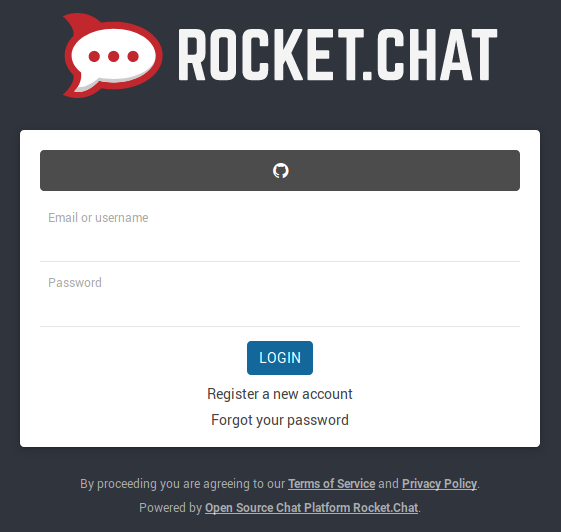 ROCKET.CHAT
Email or username
Password
LOGIN
Register a new account
Forgot your password
By proceeding you are agreeing to our Terms of Service and Privacy Policy.
Powered by Open Source Chat Platform Rocket.Chat.